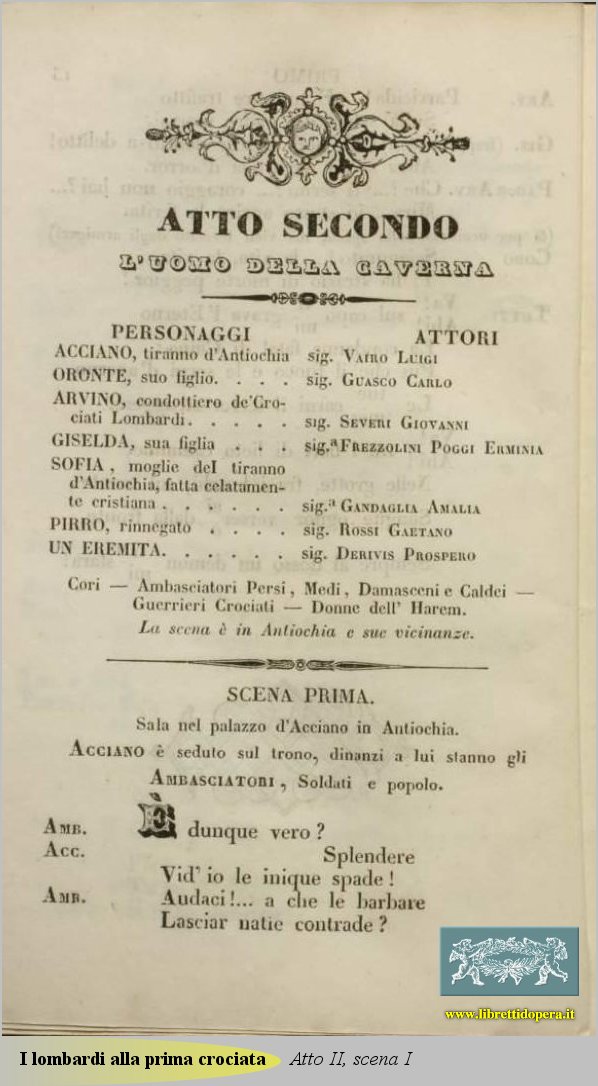 ATTO SECONDO
L'UOMO DELLA CAVERNA
PERSONAGGI ATTORI
ACCIANO, tiranno d'Antiochia sig. VAIRO LUIGI
ORONTE, suo figlio. . . . sig. GUASCO CARLO
ARVINO, condottiero de'Cro-
ciati Lombardi. . . . . sig. SEVERI GIOVANNI
GISELDA, sua figlia . . . sig.ª FREZZOLINI POGGI ERMINIA
SOFIA , moglie del tiranno
d'Antiochia, fatta celatamen-
te cristiana . . . . . . sig.ª GANDAGLIA AMALIA
PIRRO, rinnegato . . . . sig. ROSSI GAETANO
UN EREMITA. . . . . . sig. DERIVIS PROSPERO
Cori — Ambasciatori Persi, Medi, Damasceni e Caldei —
Guerrieri Crociati — Donne dell' Harem.
La scena è in Antiochia e sue vicinanze.
SCENA PRIMA.
Sala nel palazzo d'Acciano in Antiochia.
ACCIANO è seduto sul trono, dinanzi a lui stanno gli
AMBASCIATORI, Soldati e popolo.
AMB. È dunque vero ?
ACC. Splendere
Vid' io le inique spade !
AMB. Audaci!... a che le barbare
Lasciar natie contrade ?
www.librettidopera.it
I lombardi alla prima crociata Atto II, scena I